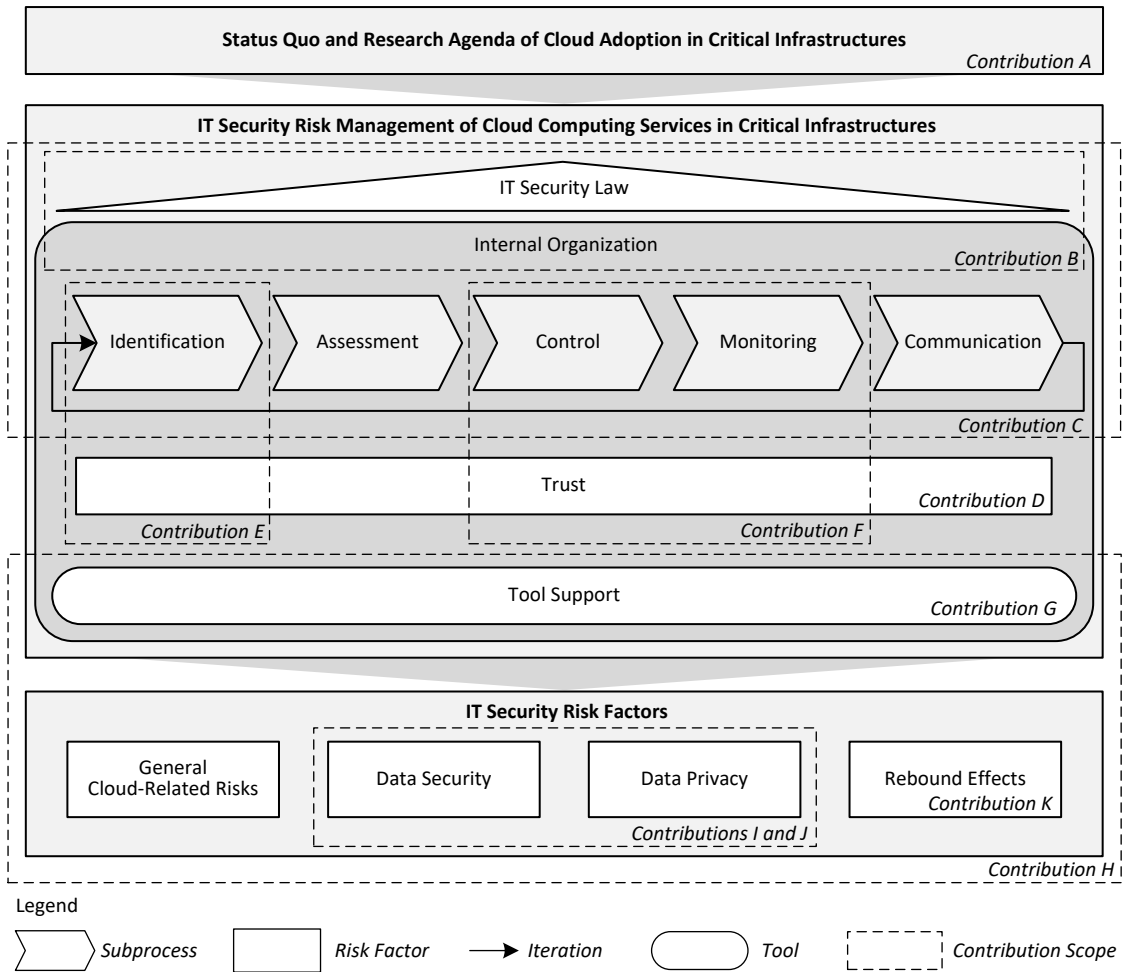 Status Quo and Research Agenda of Cloud Adoption in Critical Infrastructures
Contribution A
IT Security Risk Management of Cloud Computing Services in Critical Infrastructures
IT Security Law
Internal Organization
Contribution B
Identification
Assessment
Control
Monitoring
Communication
Contribution C
Trust
Contribution D
Contribution E
Contribution F
Tool Support
Contribution G
IT Security Risk Factors
General
Cloud-Related Risks
Data Security
Data Privacy
Rebound Effects
Contribution K
Contributions I and J
Contribution H
Legend
Subprocess
Risk Factor
Iteration
Tool
Contribution Scope